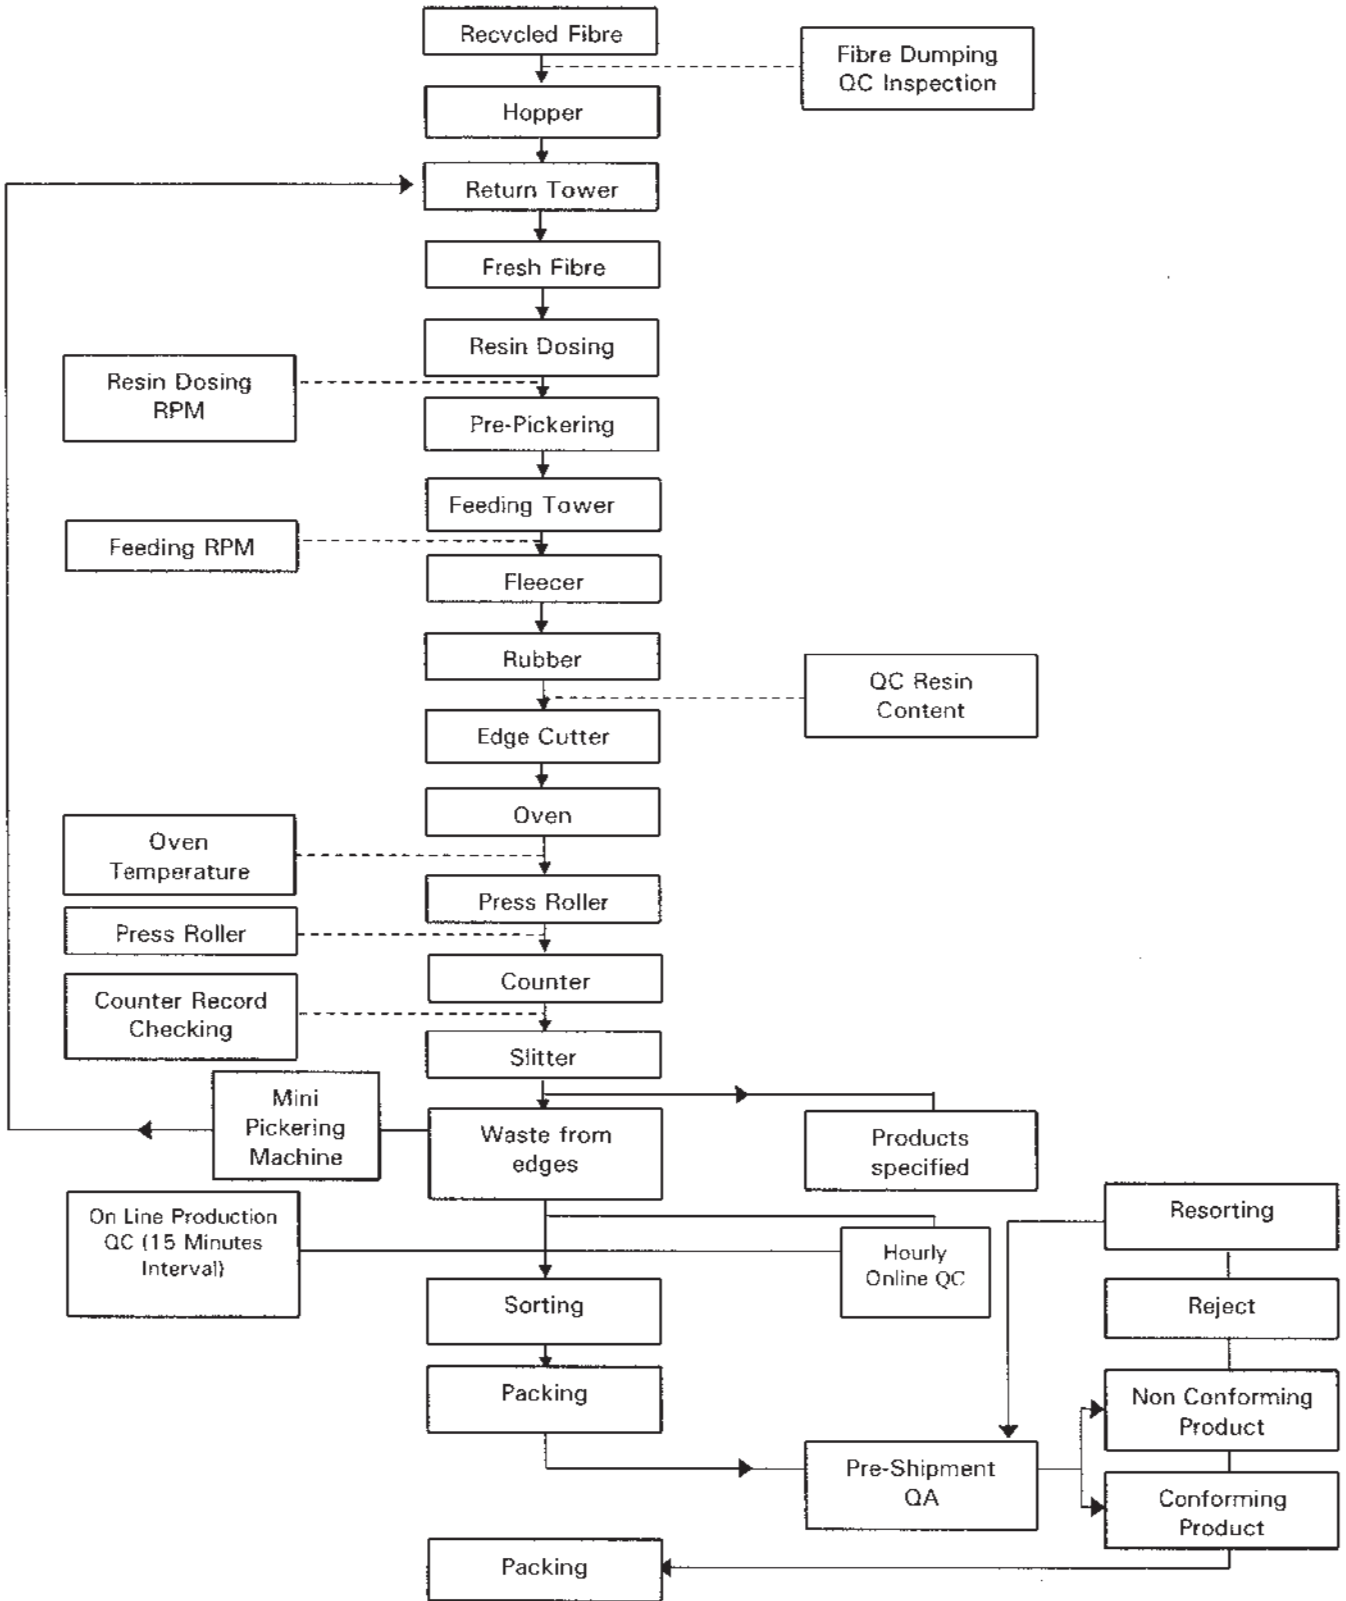 Recycled Fibre
Fibre Dumping
QC Inspection
Hopper
Return Tower
Fresh Fibre
Resin Dosing
Resin Dosing
RPM
Pre-Pickering
Feeding Tower
Feeding RPM
Fleecer
Rubber
QC Resin
Content
Edge Cutter
Oven
Oven
Temperature
Press Roller
Press Roller
Counter
Counter Record
Checking
Slitter
Mini
Pickering
Machine
Waste from
edges
Products
specified
On Line Production
QC (15 Minutes
Interval)
Hourly
Online QC
Resorting
Sorting
Reject
Packing
Non Conforming
Product
Pre-Shipment
QA
Conforming
Product
Packing